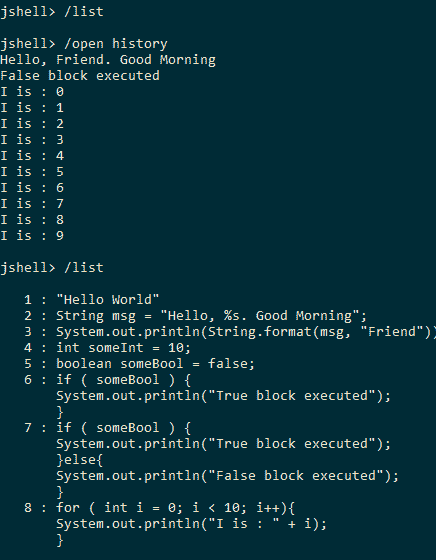 jshell> /list
jshell> /open history
Hello, Friend. Good Morning
False block executed
I is : 0
I is : 1
I is : 2
I is : 3
I is : 4
I is : 5
I is : 6
I is : 7
I is : 8
I is : 9
jshell> /list
1 : "Hello World"
2 : String msg = "Hello, %s. Good Morning";
3 : System.out.println(String.format(msg, "Friend"))
4 : int someInt = 10;
5 : boolean someBool = false;
6 : if ( someBool ) {
System.out.println("True block executed");
}
7 : if ( someBool ) {
System.out.println("True block executed");
}else{
System.out.println("False block executed");
}
8 : for ( int i = 0; i < 10; i++){
System.out.println("I is : " + i);
}